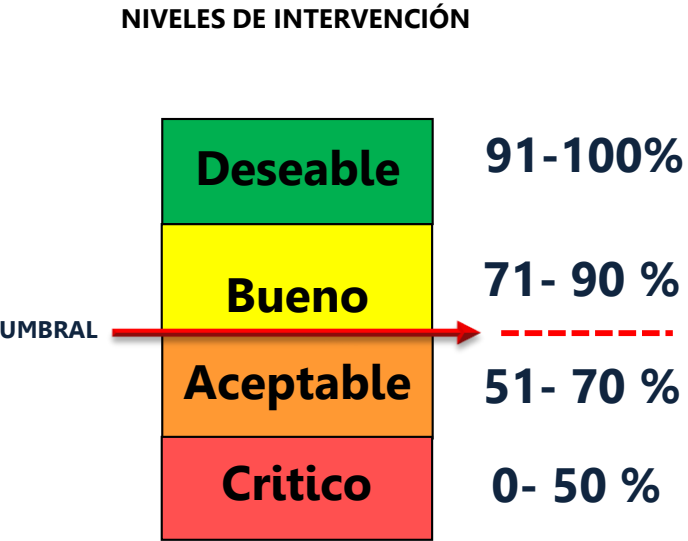 NIVELES DE INTERVENCIÓN
Deseable 91-100%
Bueno 71- 90 %
UMBRAL
Aceptable 51- 70 %
Critico 0- 50 %